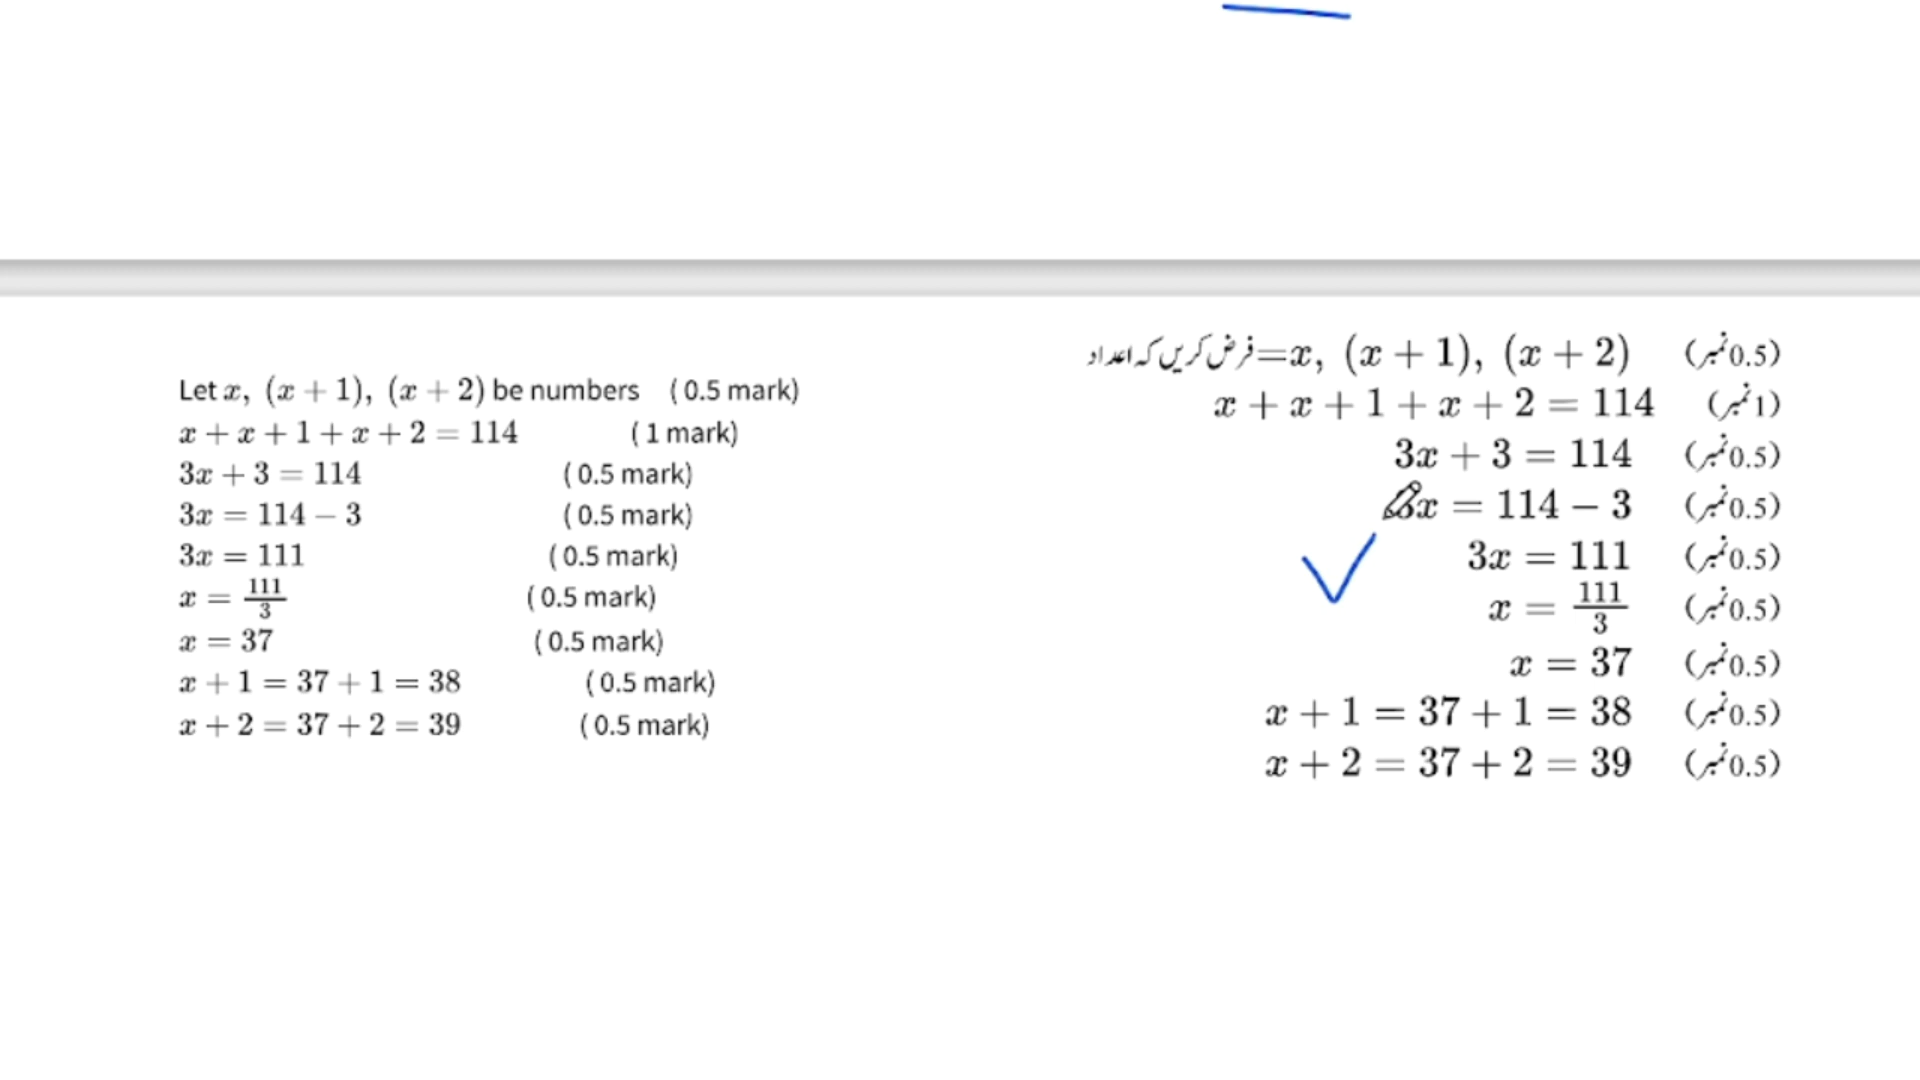 Let x, (x + 1), (x + 2) be numbers ( 0.5 mark)
x + x + 1 + x + 2 = 114 ( 1 mark)
3x + 3 = 114 ( 0.5 mark)
3x = 114 − 3 ( 0.5 mark)
3x = 111 ( 0.5 mark)
x = 111/3 ( 0.5 mark)
x = 37 ( 0.5 mark)
x + 1 = 37 + 1 = 38 ( 0.5 mark)
x + 2 = 37 + 2 = 39 ( 0.5 mark)
فرض کریں کہ اعداد=x, (x + 1), (x + 2) (0.5 نمبر)
x + x + 1 + x + 2 = 114 (1 نمبر)
3x + 3 = 114 (0.5 نمبر)
3x = 114 − 3 (0.5 نمبر)
3x = 111 (0.5 نمبر)
x = 111/3 (0.5 نمبر)
x = 37 (0.5 نمبر)
x + 1 = 37 + 1 = 38 (0.5 نمبر)
x + 2 = 37 + 2 = 39 (0.5 نمبر)